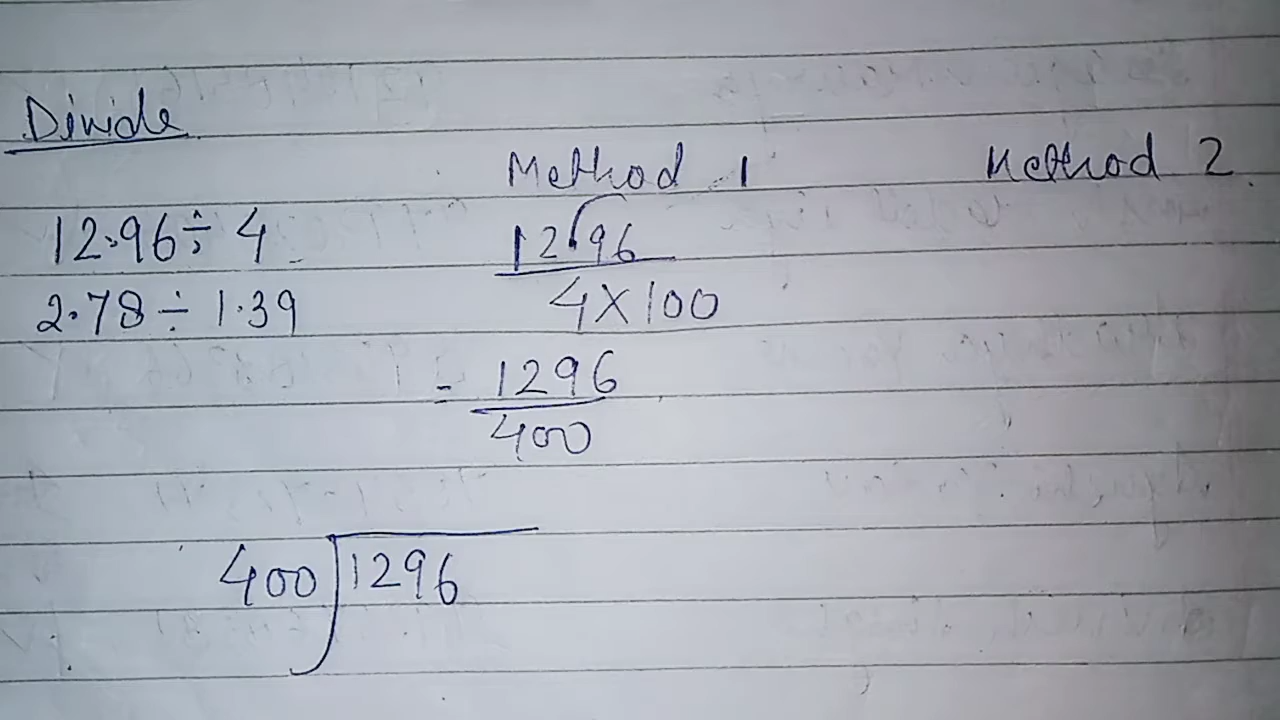 Divide
Method 1
Method 2
12.96 ÷ 4
2.78 ÷ 1.39
12.96
4 X 100
= 1296
400
400 1296